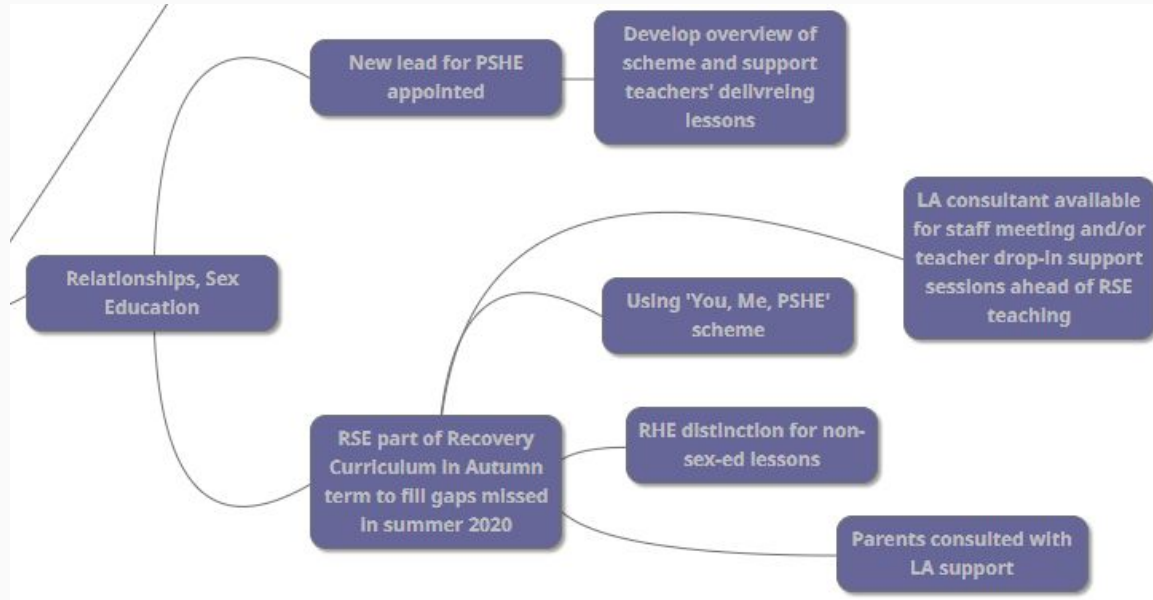 New lead for PSHE
appointed
Develop overview of
scheme and support
teachers' delivreing
lessons
LA consultant available
for staff meeting and/or
teacher drop-in support
sessions ahead of RSE
teaching
Relationships, Sex
Education
Using 'You, Me, PSHE'
scheme
RSE part of Recovery
Curriculum in Autumn
term to fill gaps missed
in summer 2020
RHE distinction for non-
sex-ed lessons
Parents consulted with
LA support